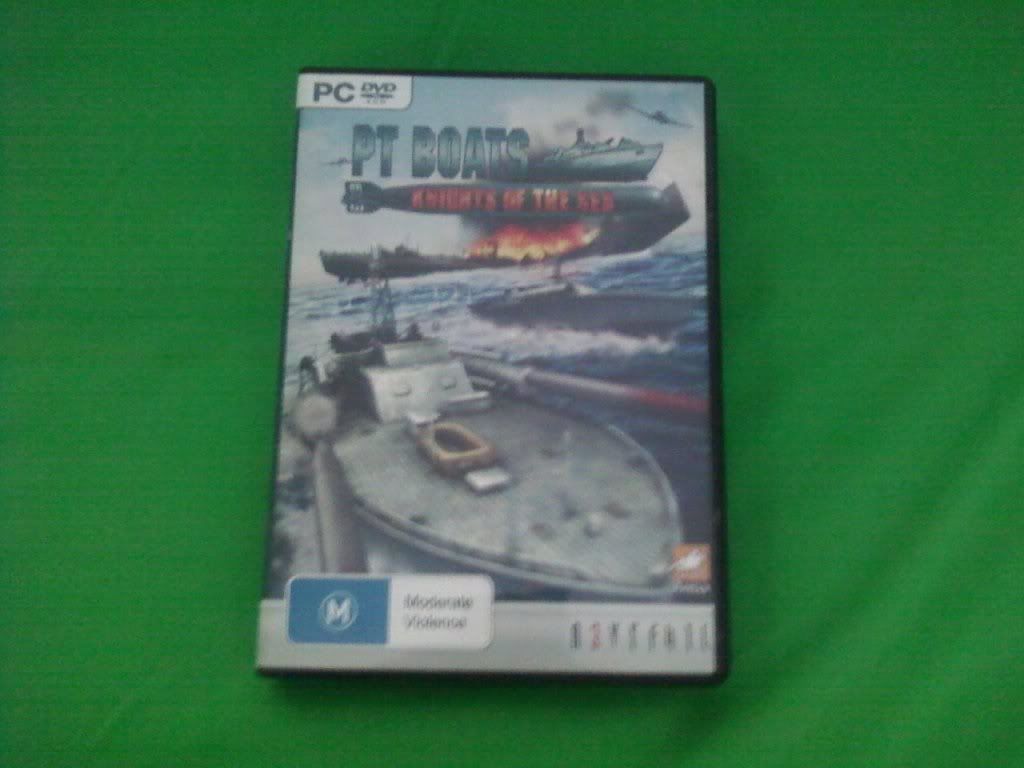 PC DVD
PT BOATS
KNIGHTS OF THE SEA
M
Moderate
Violence